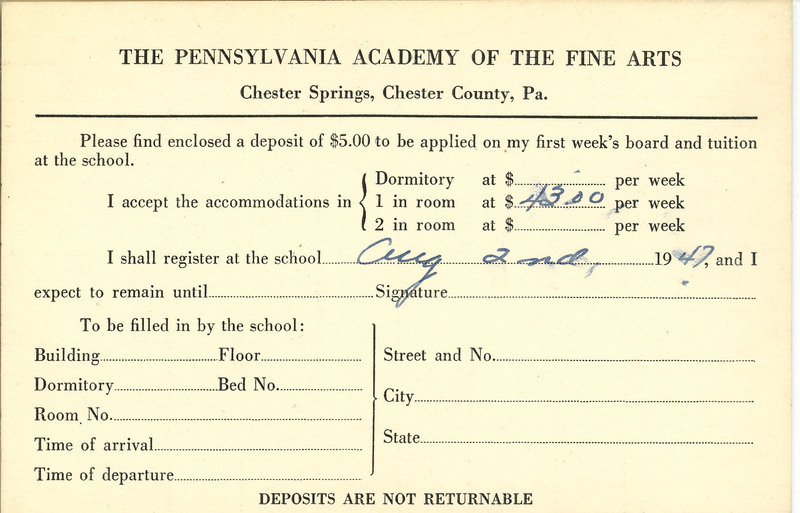 THE PENNSYLVANIA ACADEMY OF THE FINE ARTS
Chester Springs, Chester County, Pa.
Please find enclosed a deposit of $5.00 to be applied on my first week's board and tuition
at the school.
Dormitory at $ per week
I accept the accommodations in { 1 in room at $ 43.00 per week
2 in room at $ per week
I shall register at the school Aug 2nd, 1947, and I
expect to remain until Signature
To be filled in by the school:
Building Floor
Street and No.
Dormitory Bed No.
City
Room No.
State
Time of arrival
Time of departure
DEPOSITS ARE NOT RETURNABLE